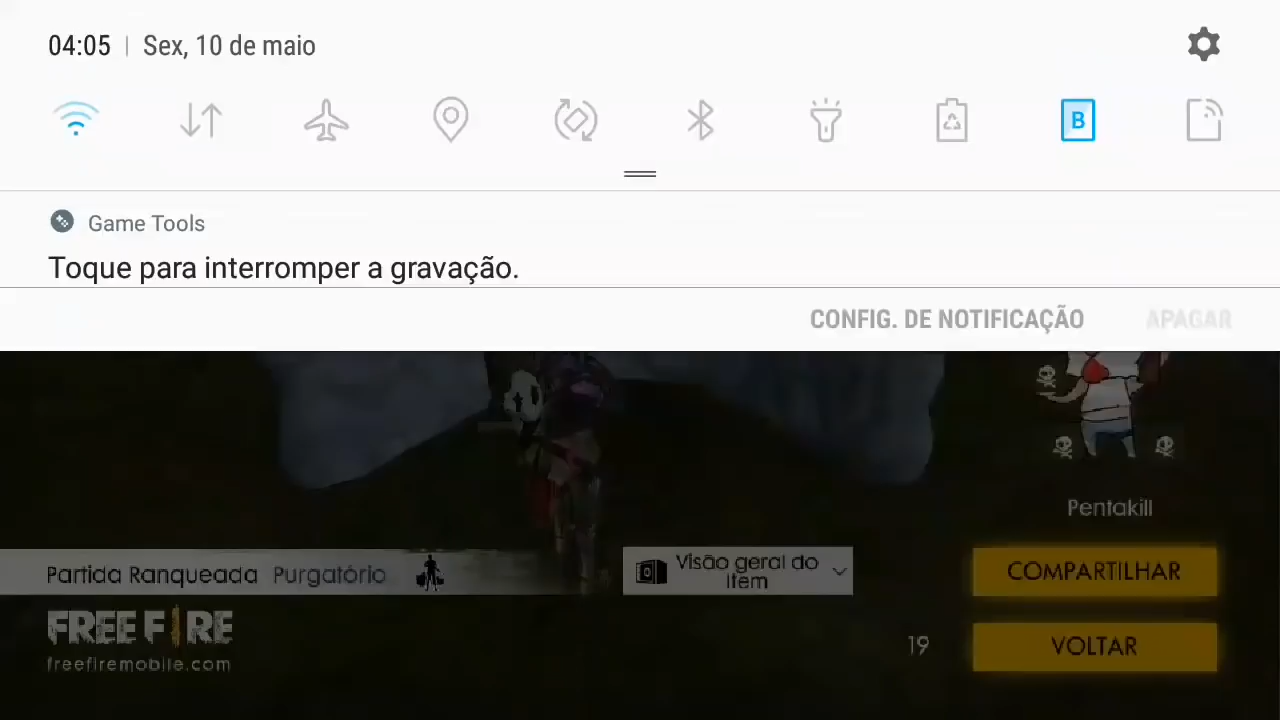 04:05 | Sex, 10 de maio
B
Game Tools
Toque para interromper a gravação.
CONFIG. DE NOTIFICAÇÃO APAGAR
Pentakill
Partida Ranqueada Purgatório
Visão geral do
item
COMPARTILHAR
FREE FIRE
freefiremobile.com
19
VOLTAR